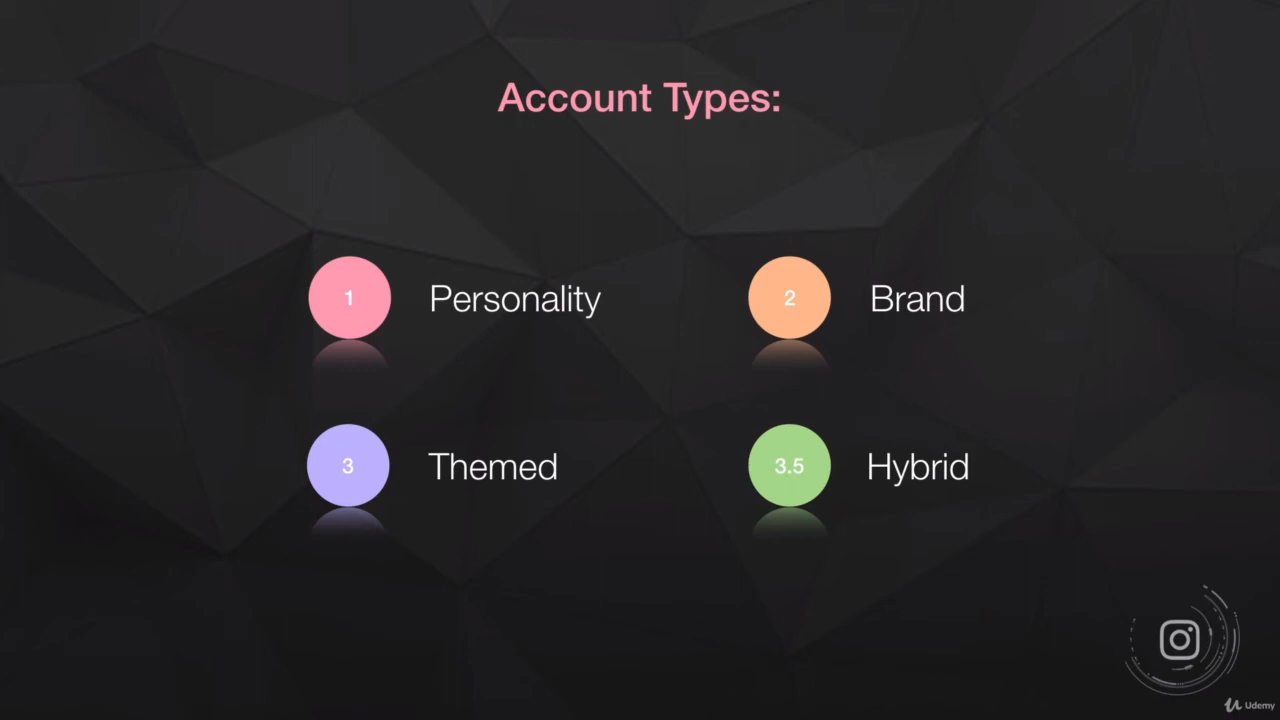 Account Types:
1 Personality
2 Brand
3 Themed
3.5 Hybrid
Udemy